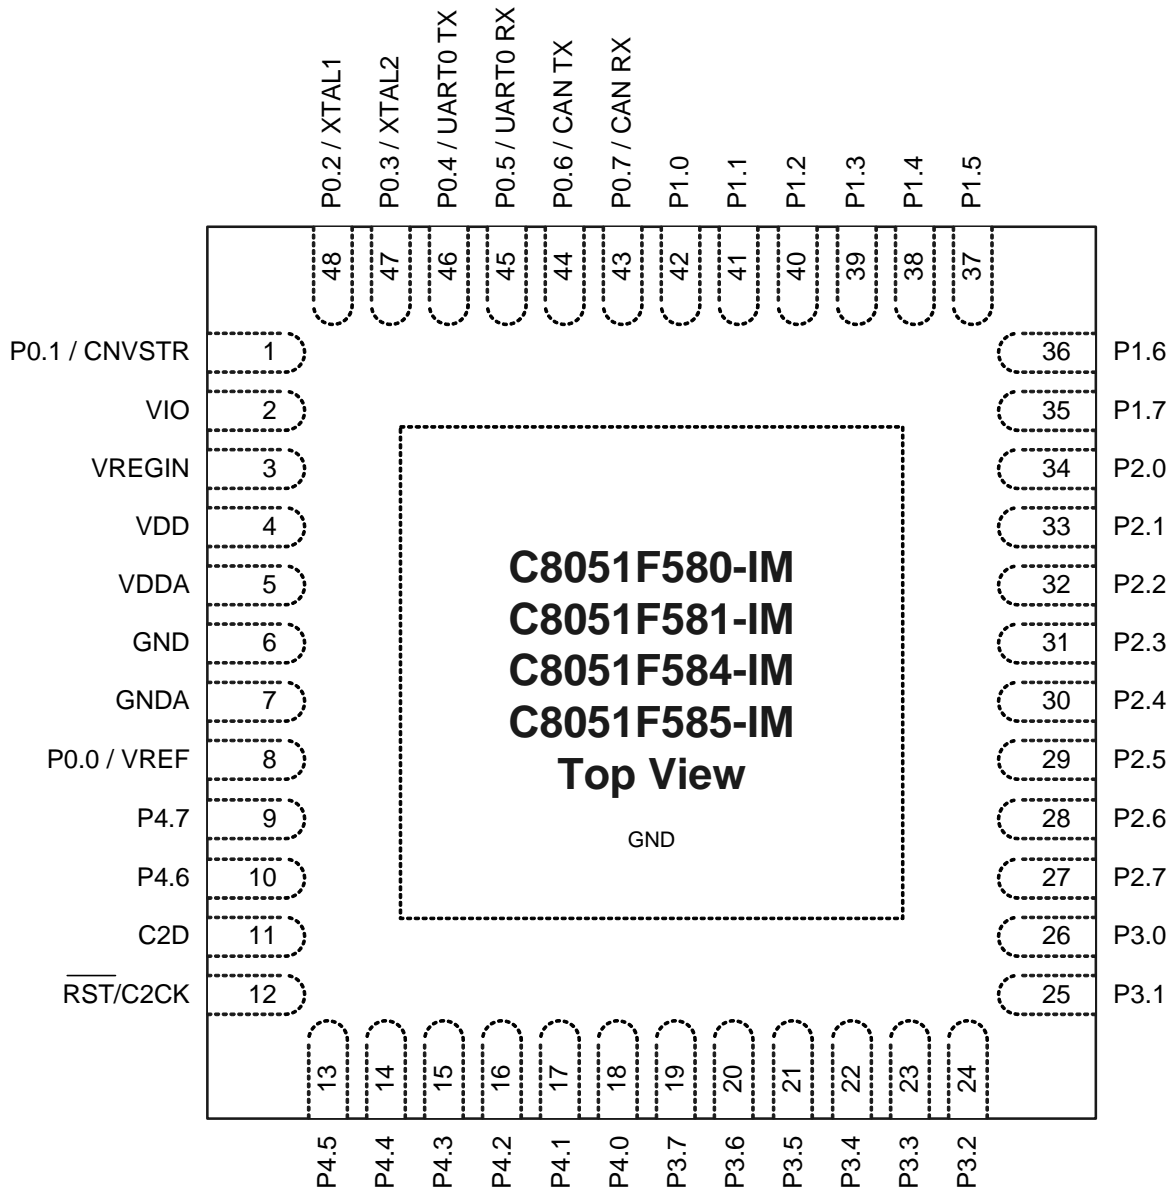 P0.2 / XTAL1
P0.3 / XTAL2
P0.4 / UART0 TX
P0.5 / UART0 RX
P0.6 / CAN TX
P0.7 / CAN RX
P1.0
P1.1
P1.2
P1.3
P1.4
P1.5
48
47
46
45
44
43
42
41
40
39
38
37
P0.1 / CNVSTR 1
VIO 2
VREGIN 3
VDD 4
VDDA 5
GND 6
GNDA 7
P0.0 / VREF 8
P4.7 9
P4.6 10
C2D 11
RST/C2CK 12
C8051F580-IM
C8051F581-IM
C8051F584-IM
C8051F585-IM
Top View
GND
36 P1.6
35 P1.7
34 P2.0
33 P2.1
32 P2.2
31 P2.3
30 P2.4
29 P2.5
28 P2.6
27 P2.7
26 P3.0
25 P3.1
13
14
15
16
17
18
19
20
21
22
23
24
P4.5
P4.4
P4.3
P4.2
P4.1
P4.0
P3.7
P3.6
P3.5
P3.4
P3.3
P3.2